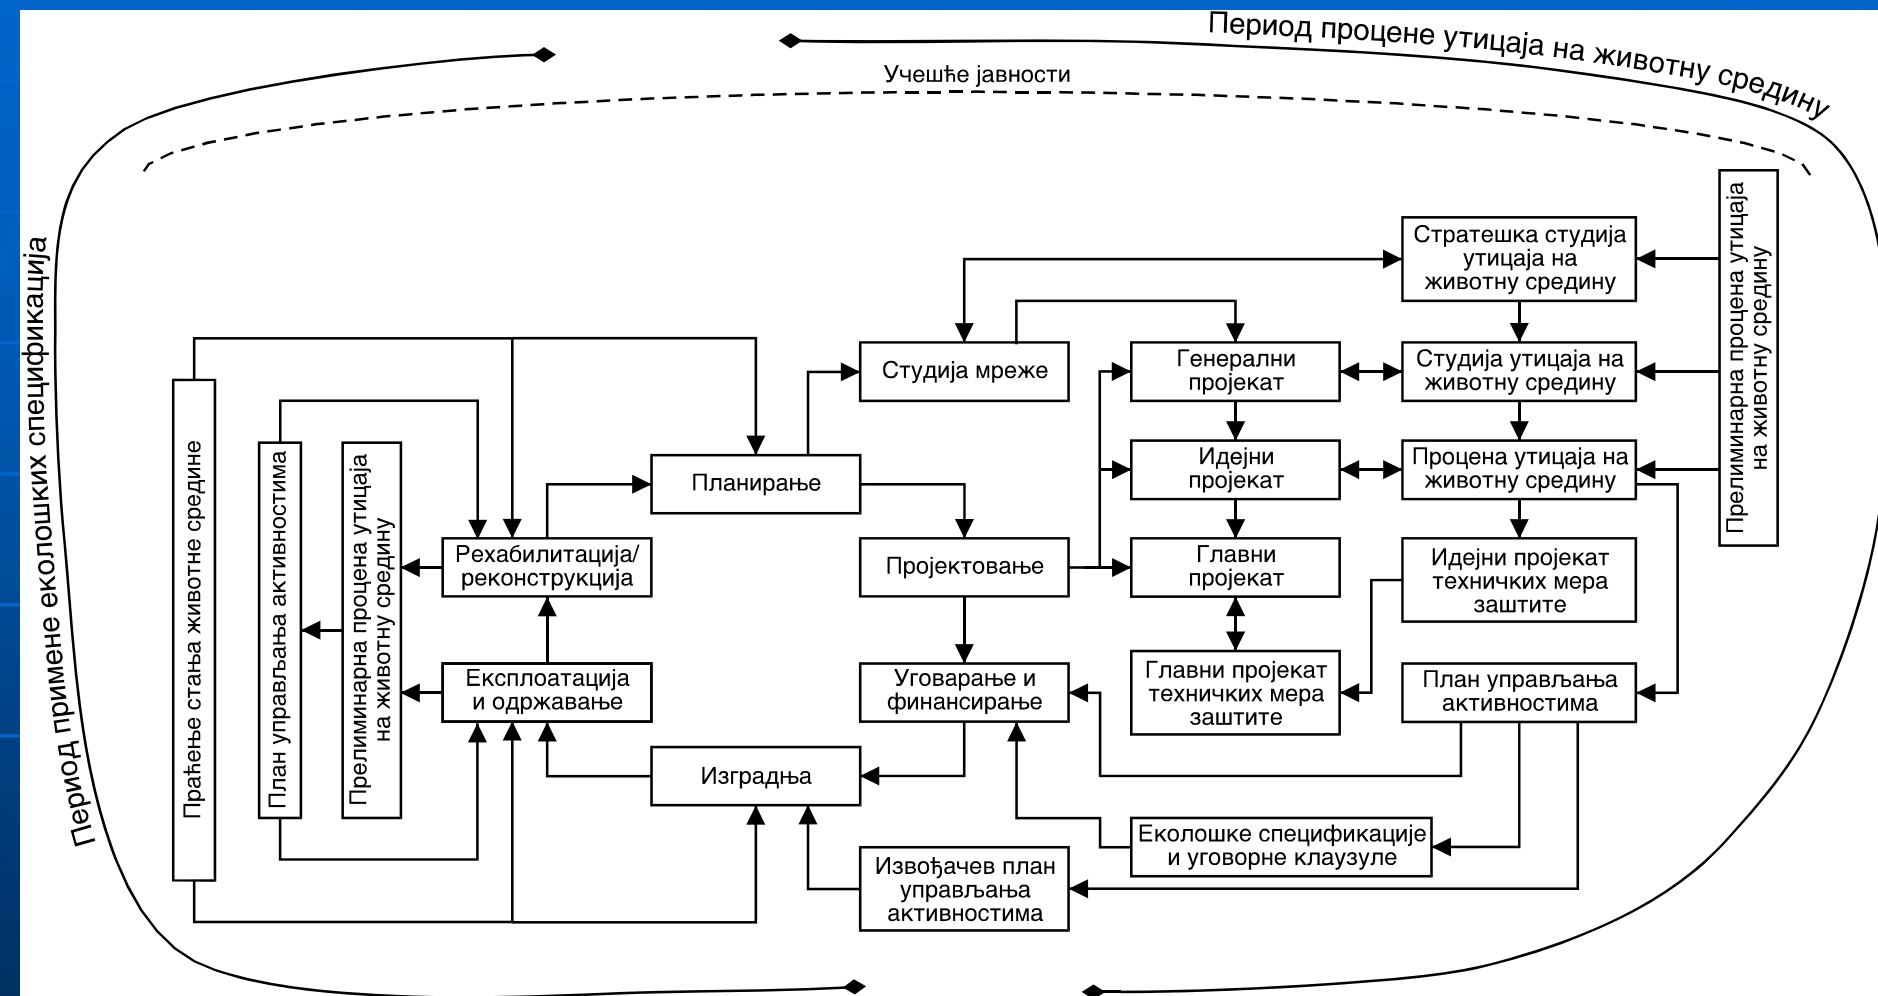 Период процене утицаја на животну средину
Учешће јавности
Период примене еколошких спецификација
Прелиминарна процена утицаја
на животну средину
Стратешка студија
утицаја на
животну средину
Студија мреже
Генерални
пројекат
Студија утицаја на
животну средину
Праћење стања животне средине
План управљања активностима
Прелиминарна процена утицаја
на животну средину
Планирање
Идејни
пројекат
Процена утицаја на
животну средину
Рехабилитација/
реконструкција
Пројектовање
Главни
пројекат
Идејни пројекат
техничких мера
заштите
Експлоатација
и одржавање
Уговарање и
финансирање
Главни пројекат
техничких мера
заштите
План управљања
активностима
Изградња
Еколошке спецификације
и уговорне клаузуле
Извођачев план
управљања
активностима